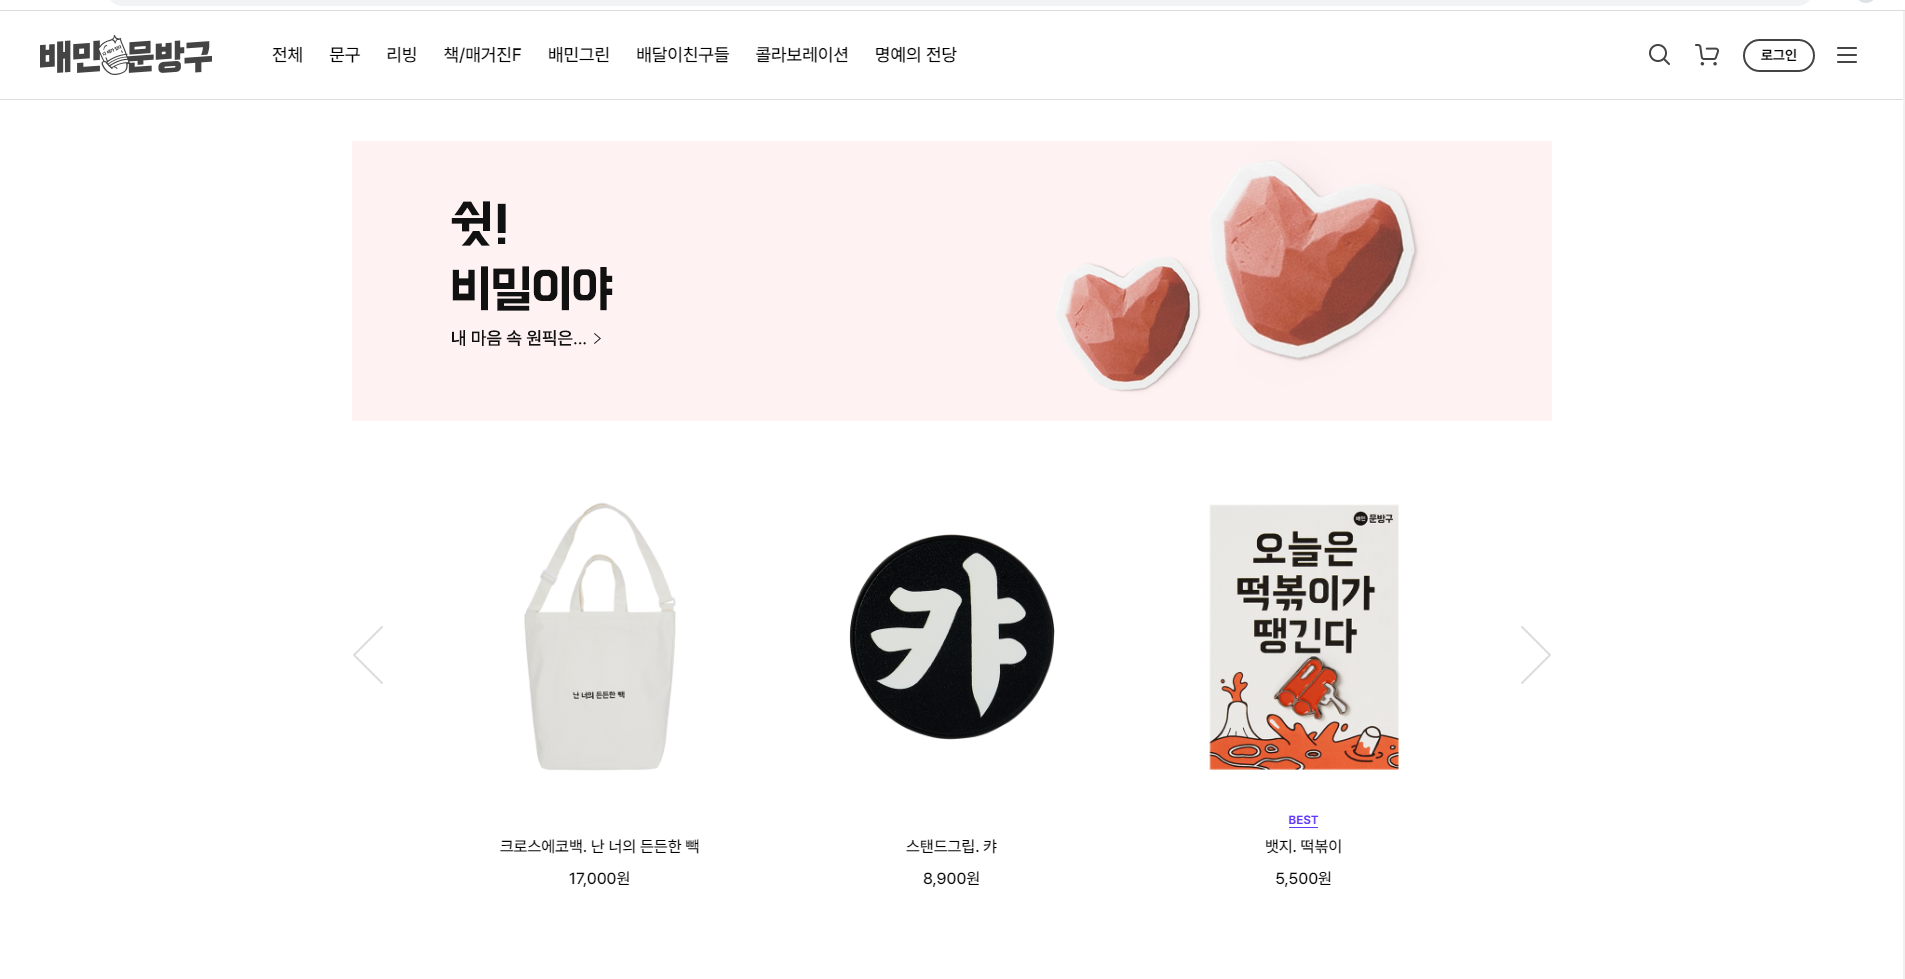 배민문방구
전체 문구 리빙 책/매거진F 배민그린 배달이친구들 콜라보레이션 명예의 전당
로그인
쉿!
비밀이야
내 마음 속 원픽은...
난 너의 든든한 빽
캬
배민 문방구
오늘은
떡볶이가
땡긴다
크로스에코백. 난 너의 든든한 빽
17,000원
스탠드그립. 캬
8,900원
BEST
뱃지. 떡볶이
5,500원